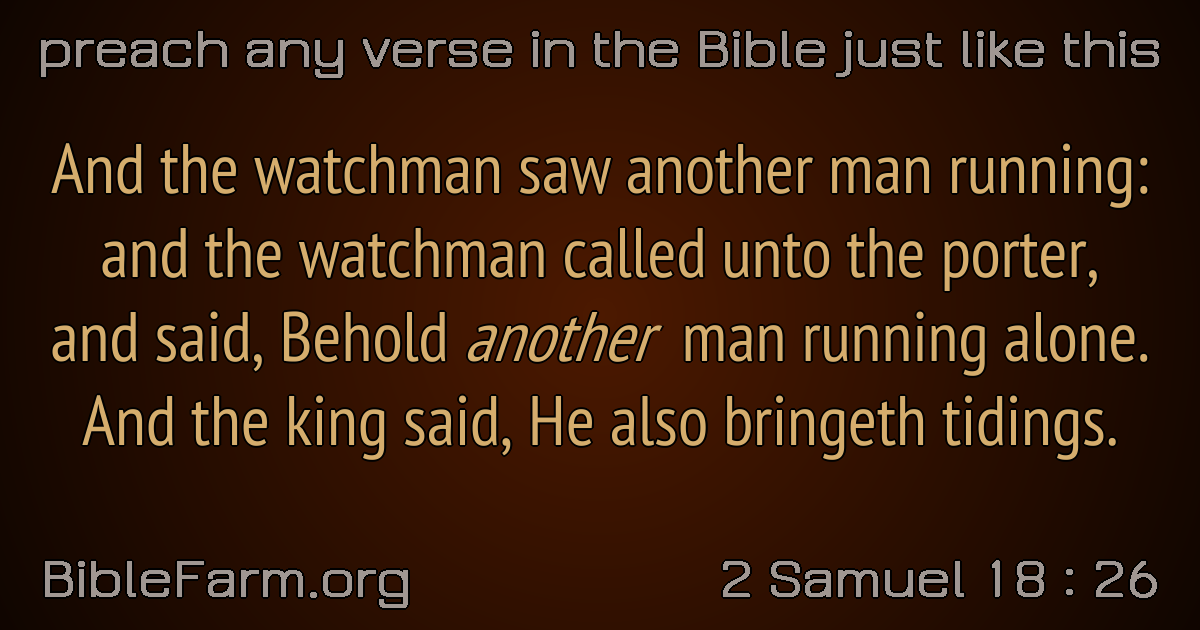 preach any verse in the Bible just like this
And the watchman saw another man running:
and the watchman called unto the porter,
and said, Behold another man running alone.
And the king said, He also bringeth tidings.
BibleFarm.org
2 Samuel 18 : 26